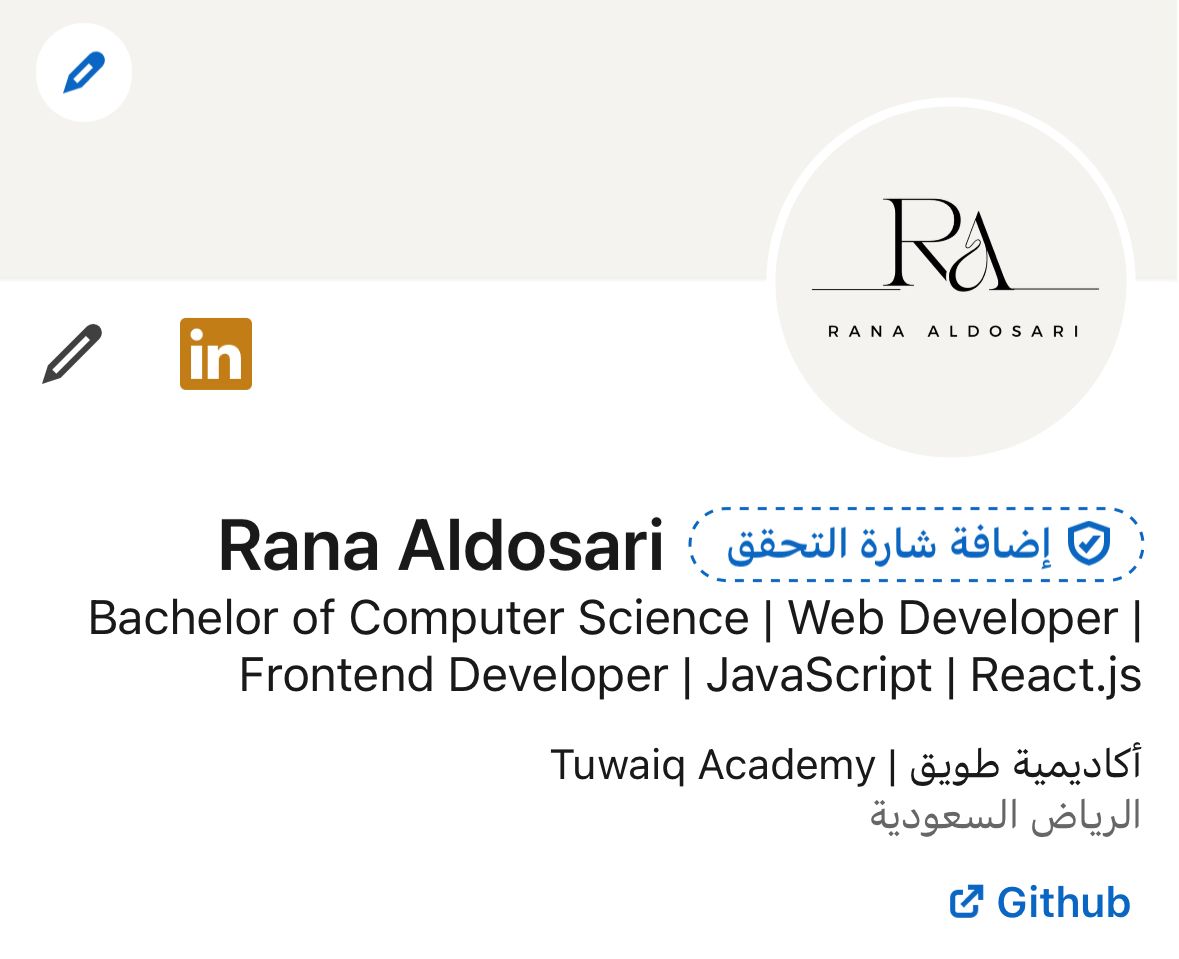 RA
RANA ALDOSARI
in
Rana Aldosari إضافة شارة التحقق
Bachelor of Computer Science | Web Developer |
Frontend Developer | JavaScript | React.js
أكاديمية طويق | Tuwaiq Academy
الرياض السعودية
Github